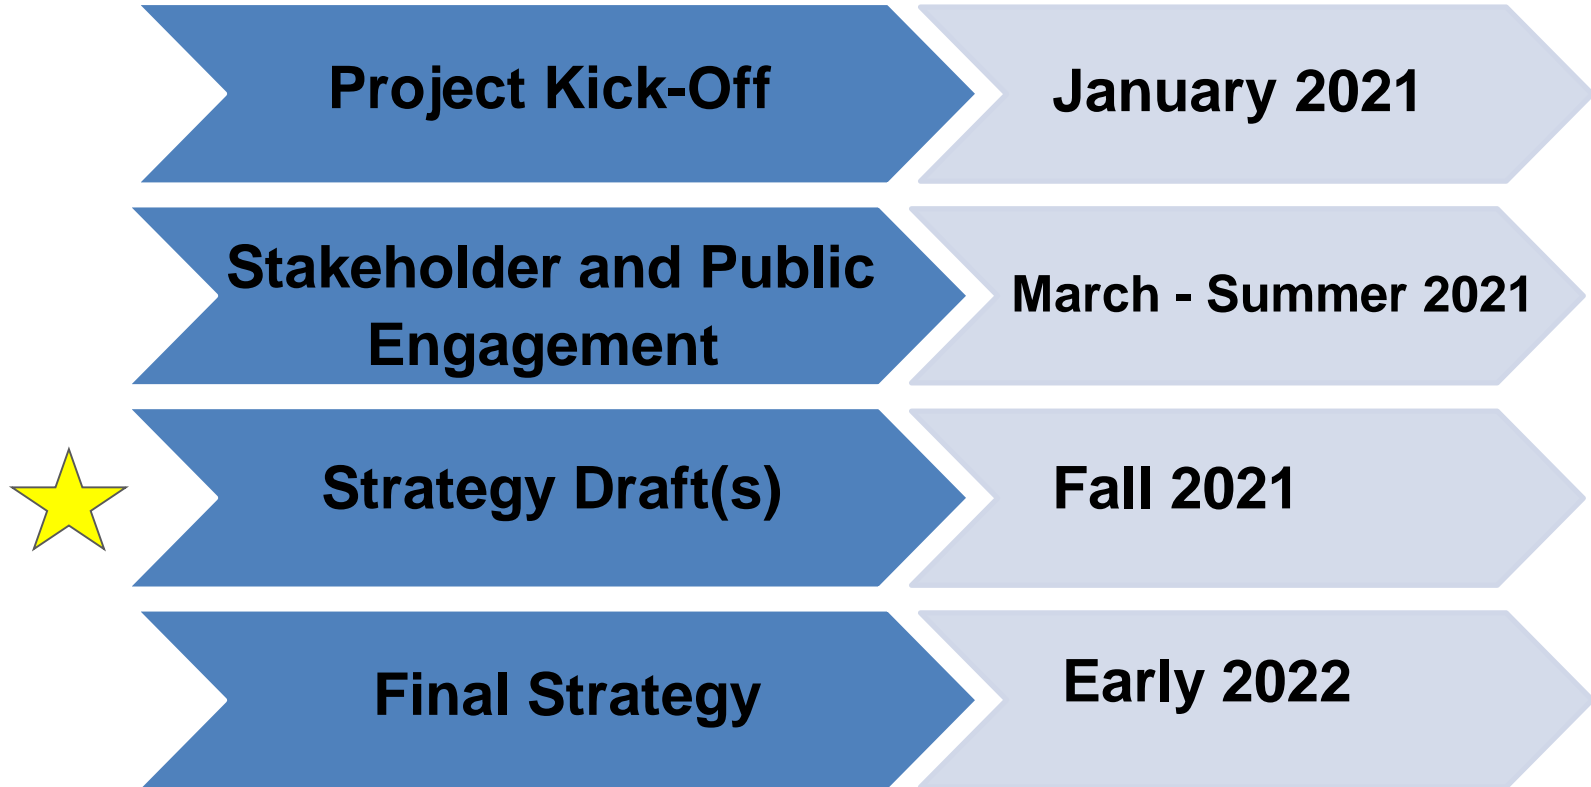 Project Kick-Off
January 2021
Stakeholder and Public
Engagement
March - Summer 2021
Strategy Draft(s)
Fall 2021
Final Strategy
Early 2022